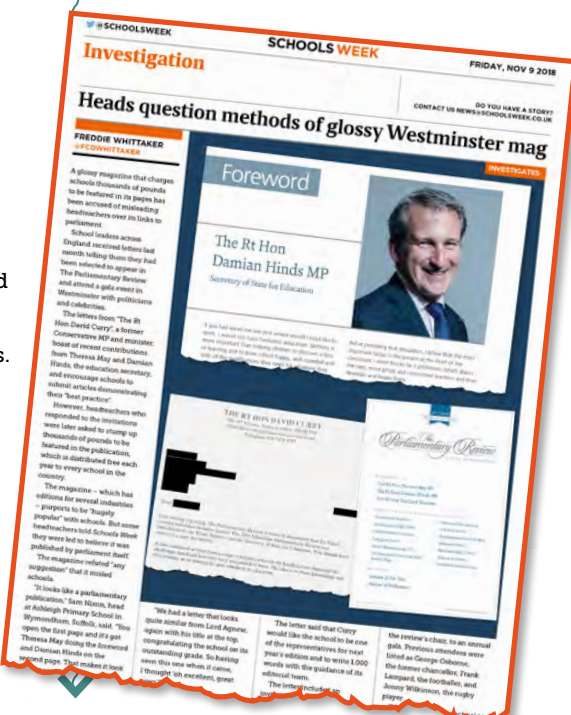 @SCHOOLSWEEK
SCHOOLS WEEK
FRIDAY, NOV 9 2018
Investigation
DO YOU HAVE A STORY?
CONTACT US NEWS@SCHOOLSWEEK.CO.UK
Heads question methods of glossy Westminster mag
FREDDIE WHITTAKER
@FCDWHITTAKER
A glossy magazine that charges
schools thousands of pounds
to be featured in its pages has
been accused of misleading
headteachers over its links to
parliament.
School leaders across
England received letters last
month telling them they had
been selected to appear in
The Parliamentary Review
and attend a gala event in
Westminster with politicians
and celebrities.
The letters from "The Rt
Hon David Curry", a former
Conservative MP and minister,
boast of recent contributions
from Theresa May and Damian
Hinds, the education secretary,
and encourage schools to
submit articles demonstrating
their "best practice".
However, headteachers who
responded to the invitations
were later asked to stump up
thousands of pounds to be
featured in the publication,
which is distributed free each
year to every school in the
country.
The magazine – which has
editions for several industries
– purports to be "hugely
popular" with schools. But some
headteachers told Schools Week
they were led to believe it was
published by parliament itself.
The magazine refuted "any
suggestion" that it misled
schools.
"It looks like a parliamentary
publication," Sam Nixon, head
at Ashleigh Primary School in
Wymondham, Suffolk, said. "You
open the first page and it's got
Theresa May doing the foreword
and Damian Hinds on the
second page. That makes it look
INVESTIGATES
Foreword
The Rt Hon
Damian Hinds MP
Secretary of State for Education
THE RT HON DAVID CURRY
The
Parliamentary Review
"We had a letter that looks
quite similar from Lord Agnew,
again with his title at the top,
congratulating the school on its
outstanding grade. So having
seen this one when it came,
I thought 'oh excellent, great
The letter said that Curry
would like the school to be one
of the representatives for next
year's edition and to write 1,000
words with the guidance of its
editorial team.
The letter included an
the review's chair, to an annual
gala. Previous attendees were
listed as George Osborne,
the former chancellor, Frank
Lampard, the footballer, and
Jonny Wilkinson, the rugby
player
d
s.